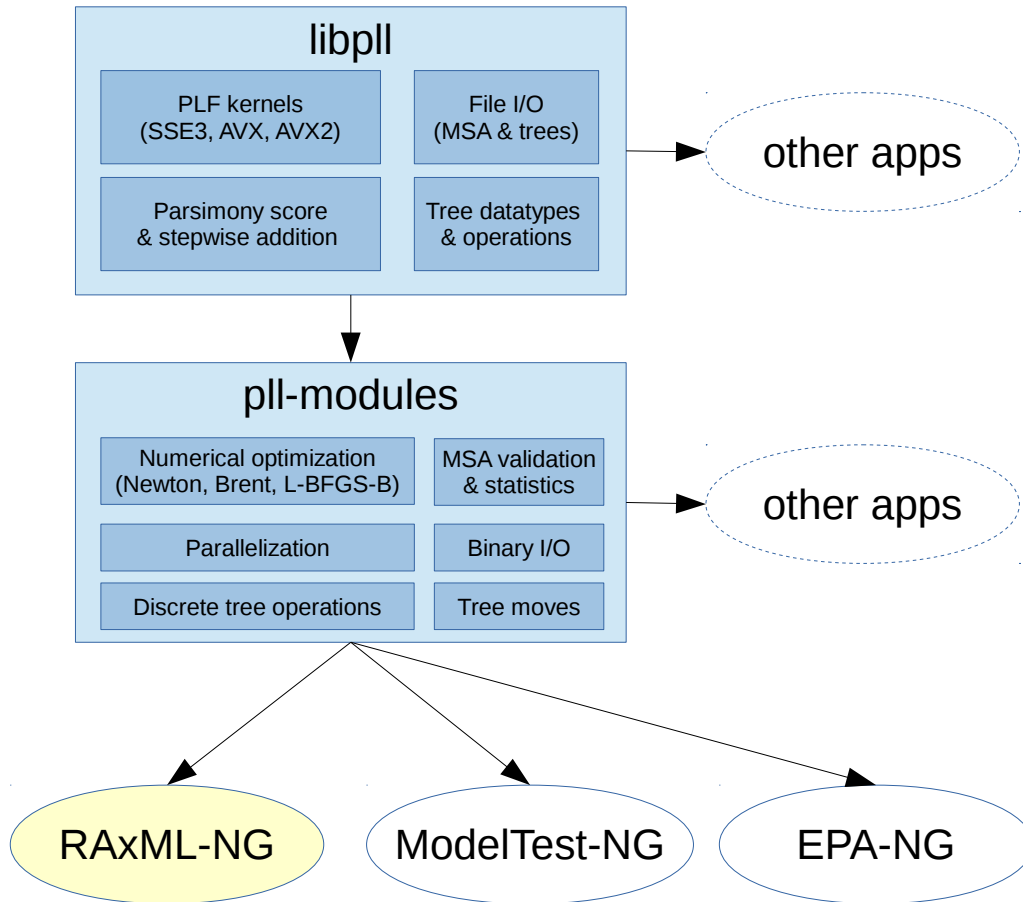 libpll
PLF kernels
(SSE3, AVX, AVX2)
File I/O
(MSA & trees)
Parsimony score
& stepwise addition
Tree datatypes
& operations
other apps
pll-modules
Numerical optimization
(Newton, Brent, L-BFGS-B)
MSA validation
& statistics
Parallelization
Binary I/O
Discrete tree operations
Tree moves
other apps
RAxML-NG
ModelTest-NG
EPA-NG